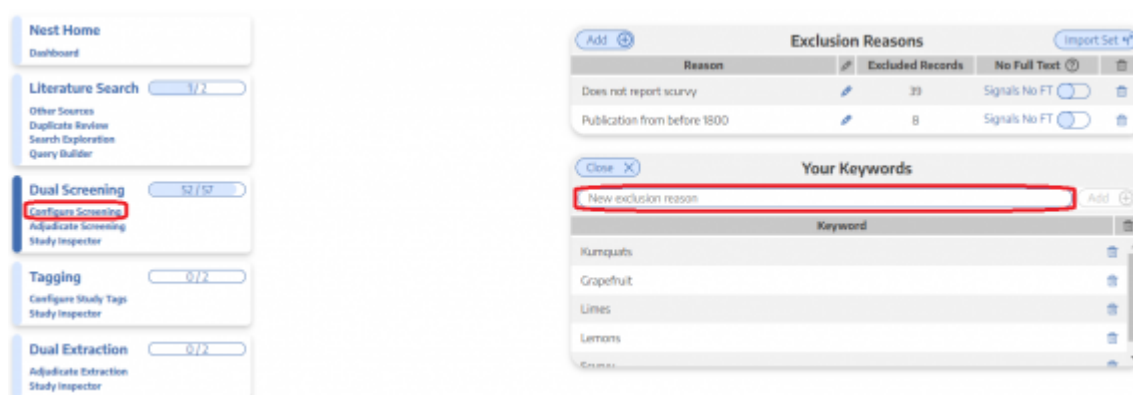 Nest Home
Dashboard
Literature Search 1/2
Other Sources
Duplicate Review
Search Exploration
Query Builder
Dual Screening 52/57
Configure Screening
Adjudicate Screening
Study Inspector
Tagging 0/2
Configure Study Tags
Study Inspector
Dual Extraction 0/2
Adjudicate Extraction
Study Inspector
Add Exclusion Reasons Import Set
Reason Excluded Records No Full Text
Does not report scurvy 39 Signals No FT
Publication from before 1800 8 Signals No FT
Close X Your Keywords
New exclusion reason Add
Keyword
Kumquats
Grapefruit
Limes
Lemons
Scurvy